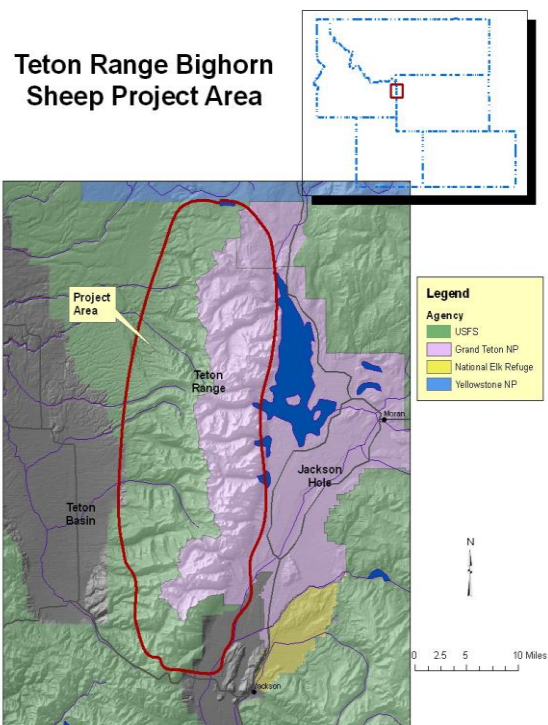 Teton Range Bighorn
Sheep Project Area
Project
Area
Teton
Range
Moran
Jackson
Hole
Teton
Basin
Jackson
Legend
Agency
USFS
Grand Teton NP
National Elk Refuge
Yellowstone NP
N
0 2.5 5 10 Miles